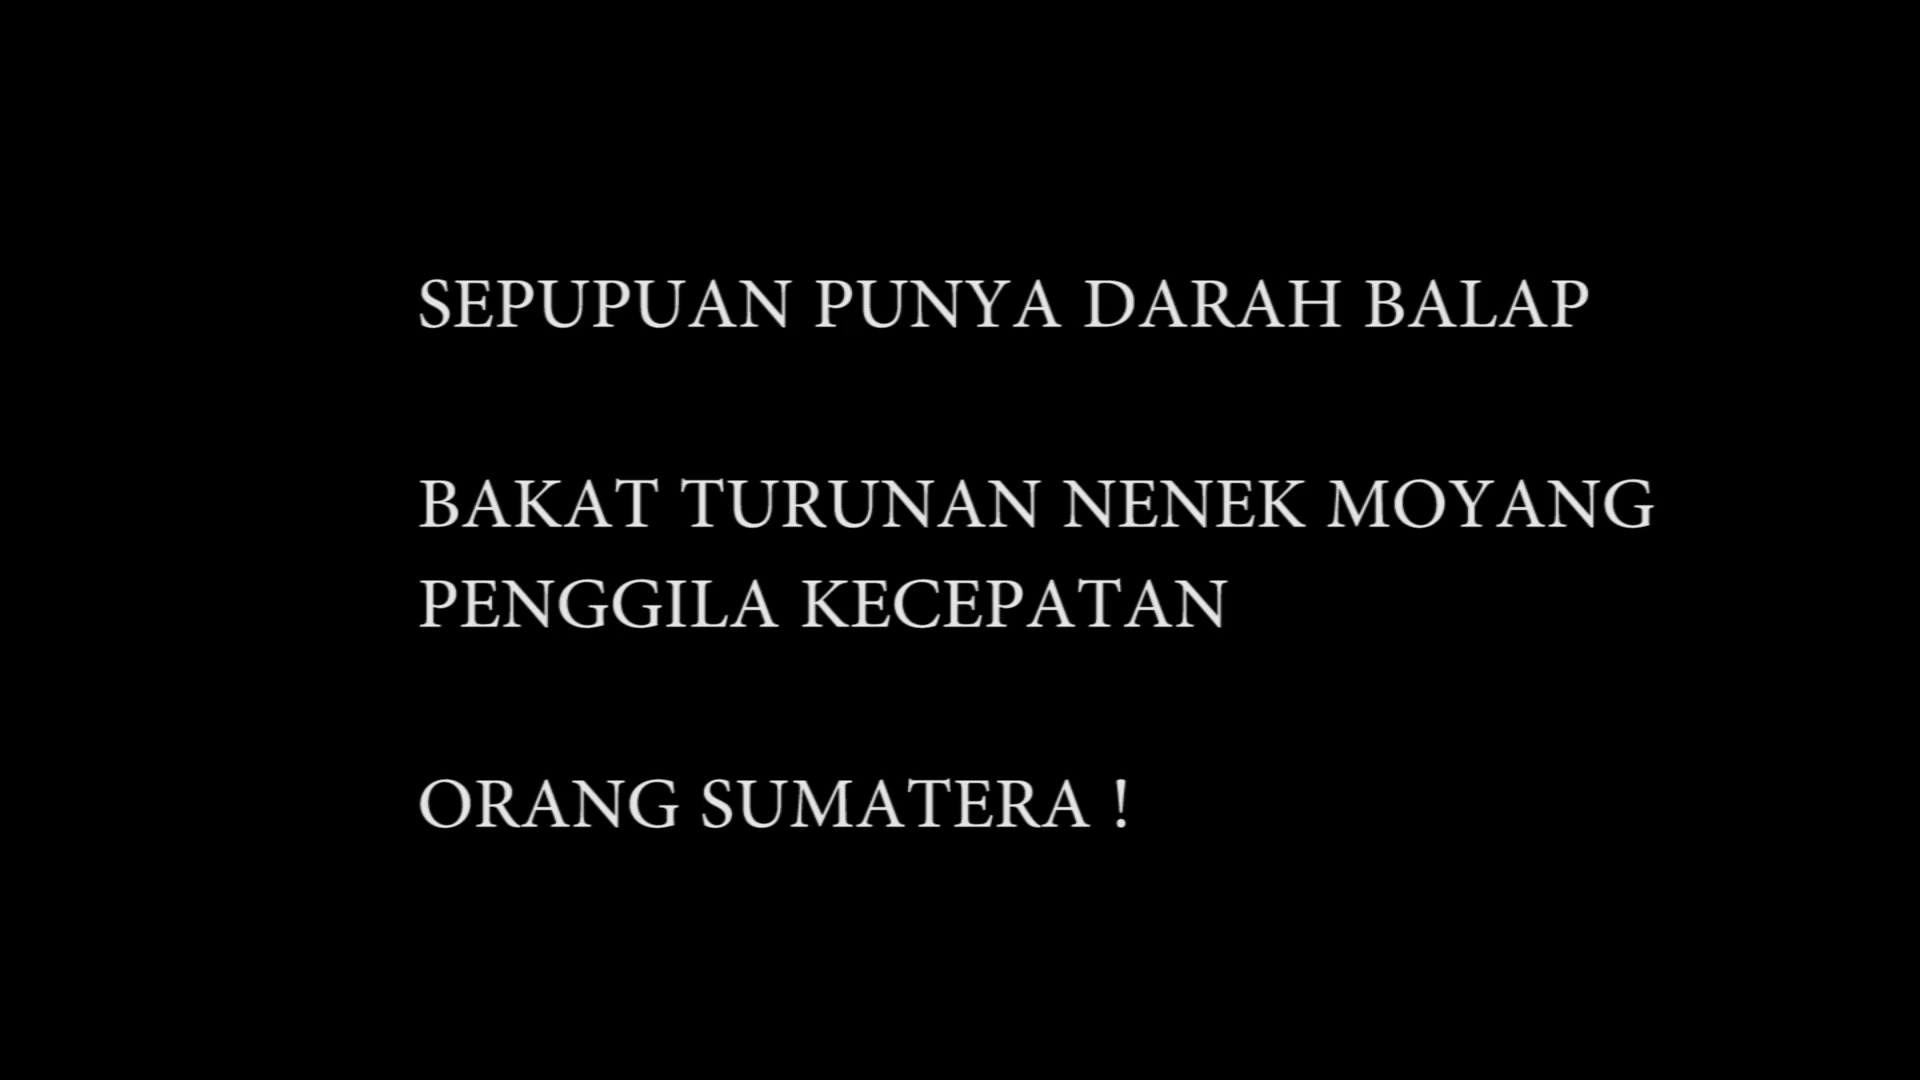 SEPUPUAN PUNYA DARAH BALAP
BAKAT TURUNAN NENEK MOYANG
PENGGILA KECEPATAN
ORANG SUMATERA !